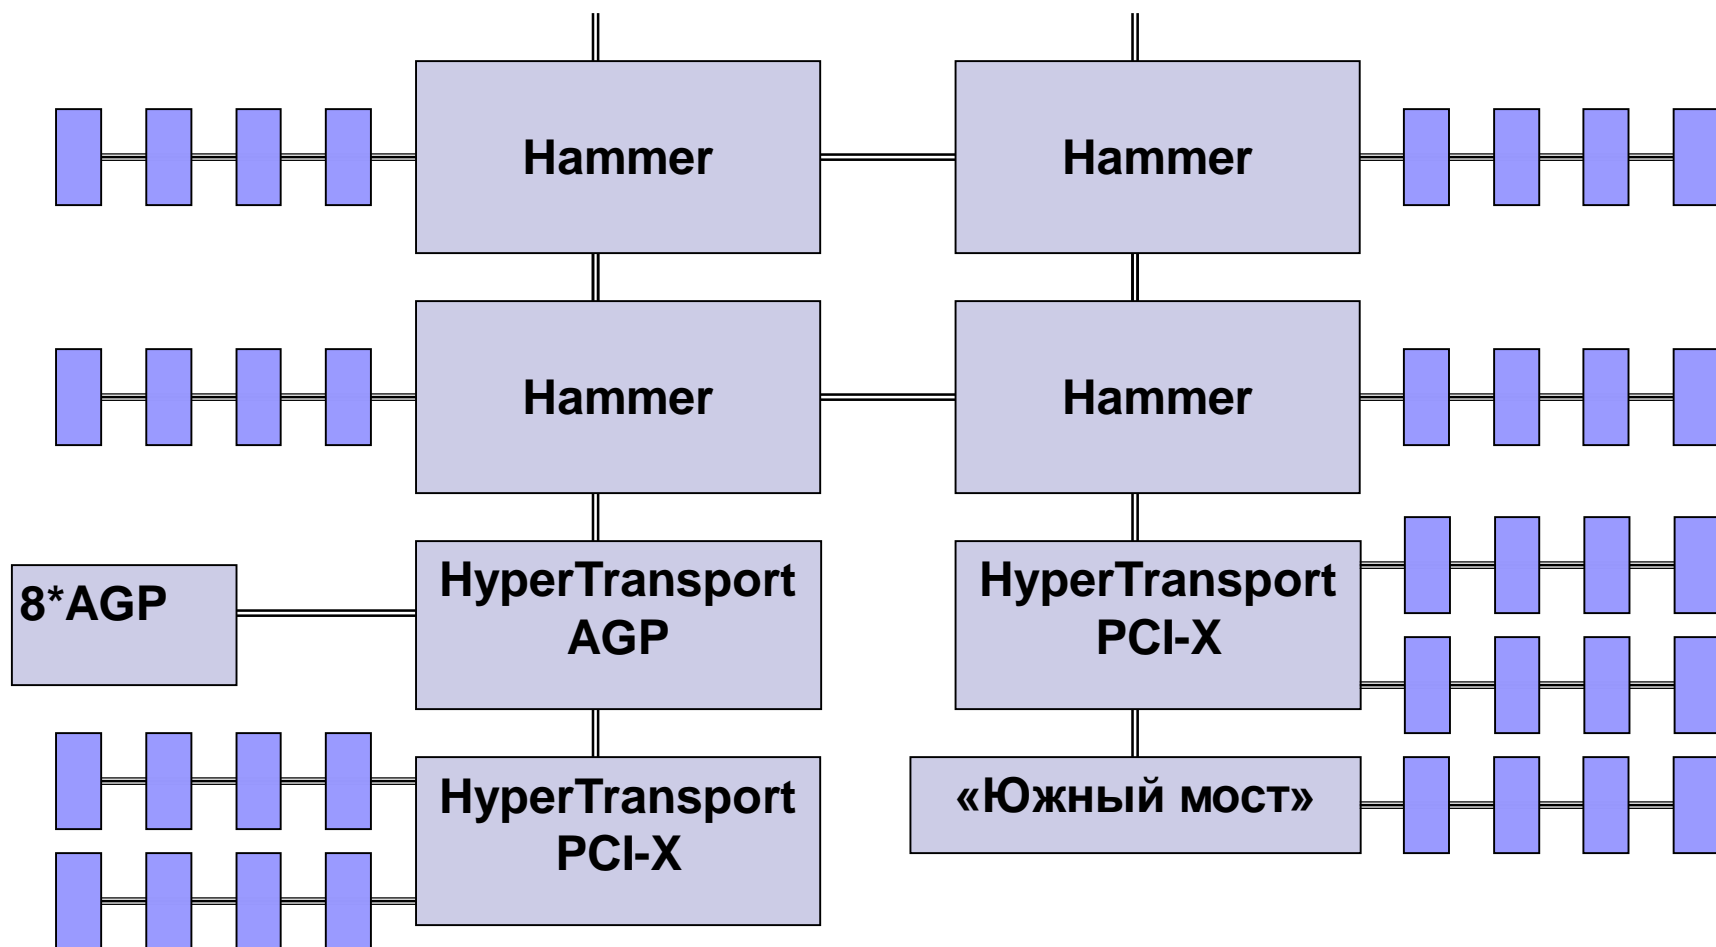 Hammer
Hammer
Hammer
Hammer
8*AGP
HyperTransport
AGP
HyperTransport
PCI-X
HyperTransport
PCI-X
«Южный мост»